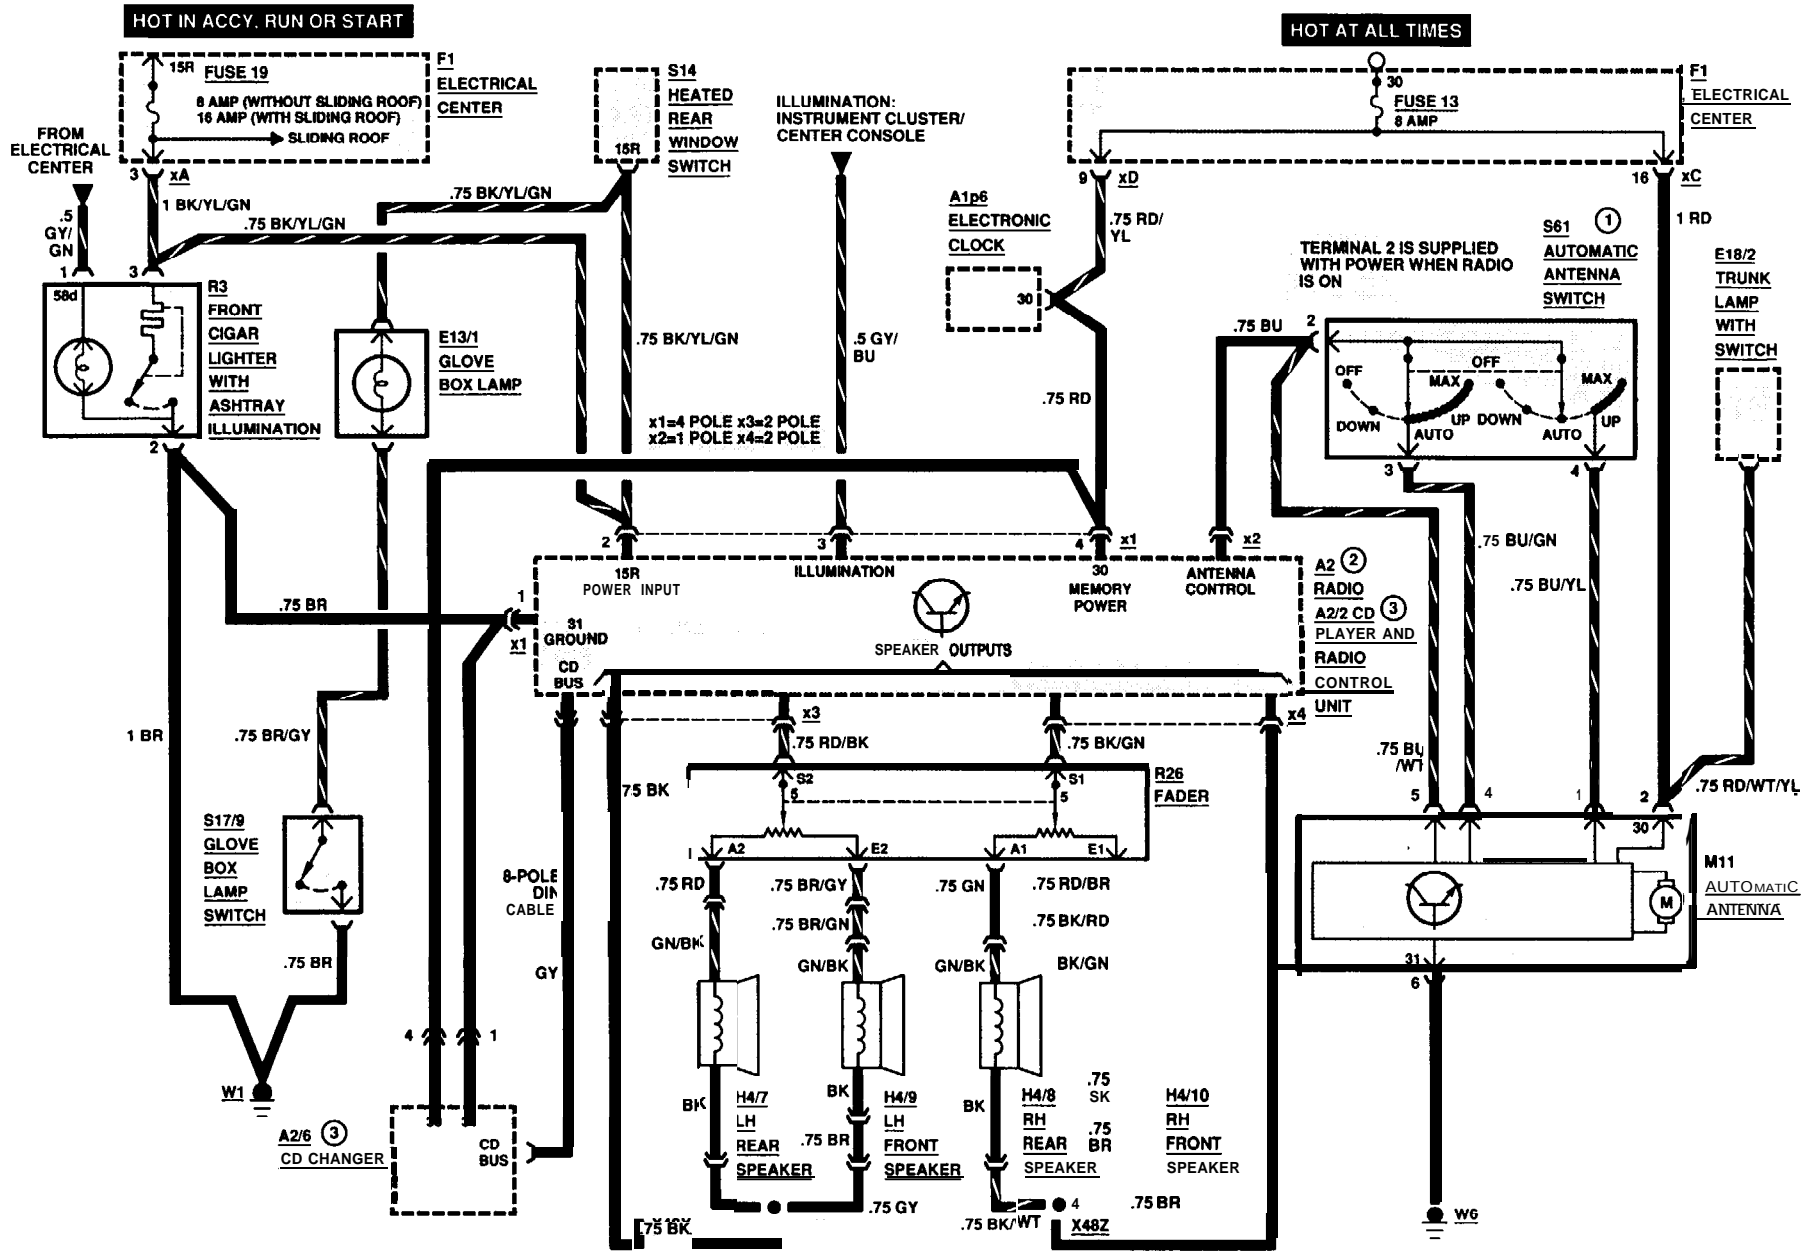 HOT IN ACCY, RUN OR START
HOT AT ALL TIMES
15R
FUSE 19
8 AMP (WITHOUT SLIDING ROOF)
16 AMP (WITH SLIDING ROOF)
SLIDING ROOF
F1
ELECTRICAL
CENTER
S14
HEATED
REAR
WINDOW
SWITCH
15R
ILLUMINATION:
INSTRUMENT CLUSTER/
CENTER CONSOLE
30
FUSE 13
8 AMP
F1
ELECTRICAL
CENTER
FROM
ELECTRICAL
CENTER
3
xA
1 BK/YL/GN
.75 BK/YL/GN
.75 BK/YL/GN
.5
GY/
GN
1
3
9
xD
.75 RD/
YL
16
xC
1 RD
A1p6
ELECTRONIC
CLOCK
30
S61
1
AUTOMATIC
ANTENNA
SWITCH
TERMINAL 2 IS SUPPLIED
WITH POWER WHEN RADIO
IS ON
E18/2
TRUNK
LAMP
WITH
SWITCH
58d
R3
FRONT
CIGAR
LIGHTER
WITH
ASHTRAY
ILLUMINATION
2
E13/1
GLOVE
BOX LAMP
.75 BK/YL/GN
.5 GY/
BU
.75 RD
.75 BU
2
OFF
OFF
MAX
MAX
DOWN
UP
DOWN
UP
AUTO
AUTO
3
4
x1=4 POLE x3=2 POLE
x2=1 POLE x4=2 POLE
.75 BU/GN
.75 BU/YL
2
3
4
x1
x2
15R
POWER INPUT
ILLUMINATION
30
MEMORY
POWER
ANTENNA
CONTROL
A2
2
RADIO
A2/2 CD
3
PLAYER AND
RADIO
CONTROL
UNIT
.75 BR
1
x1
31
GROUND
CD
BUS
SPEAKER OUTPUTS
x3
x4
.75 RD/BK
.75 BK/GN
1 BR
.75 BR/GY
.75 BU
/WT
.75 RD/WT/YL
5
4
1
2
.75 BK
S2
5
S1
5
R26
FADER
A2
E2
A1
E1
S17/9
GLOVE
BOX
LAMP
SWITCH
30
M
M11
AUTOMATIC
ANTENNA
31
6
8-POLE
DIN
CABLE
GY
.75 RD
.75 BR/GY
.75 GN
.75 RD/BR
.75 BR/GN
.75 BK/RD
GN/BK
GN/BK
GN/BK
BK/GN
.75 BR
4
1
W1
BK
BK
BK
.75
SK
.75
BR
H4/7
LH
REAR
SPEAKER
H4/9
LH
FRONT
SPEAKER
H4/8
RH
REAR
SPEAKER
H4/10
RH
FRONT
SPEAKER
.75 BR
A2/6
3
CD CHANGER
CD
BUS
.75 GY
.75 BK/WT
4
X48Z
.75 BR
.75 BK
W6